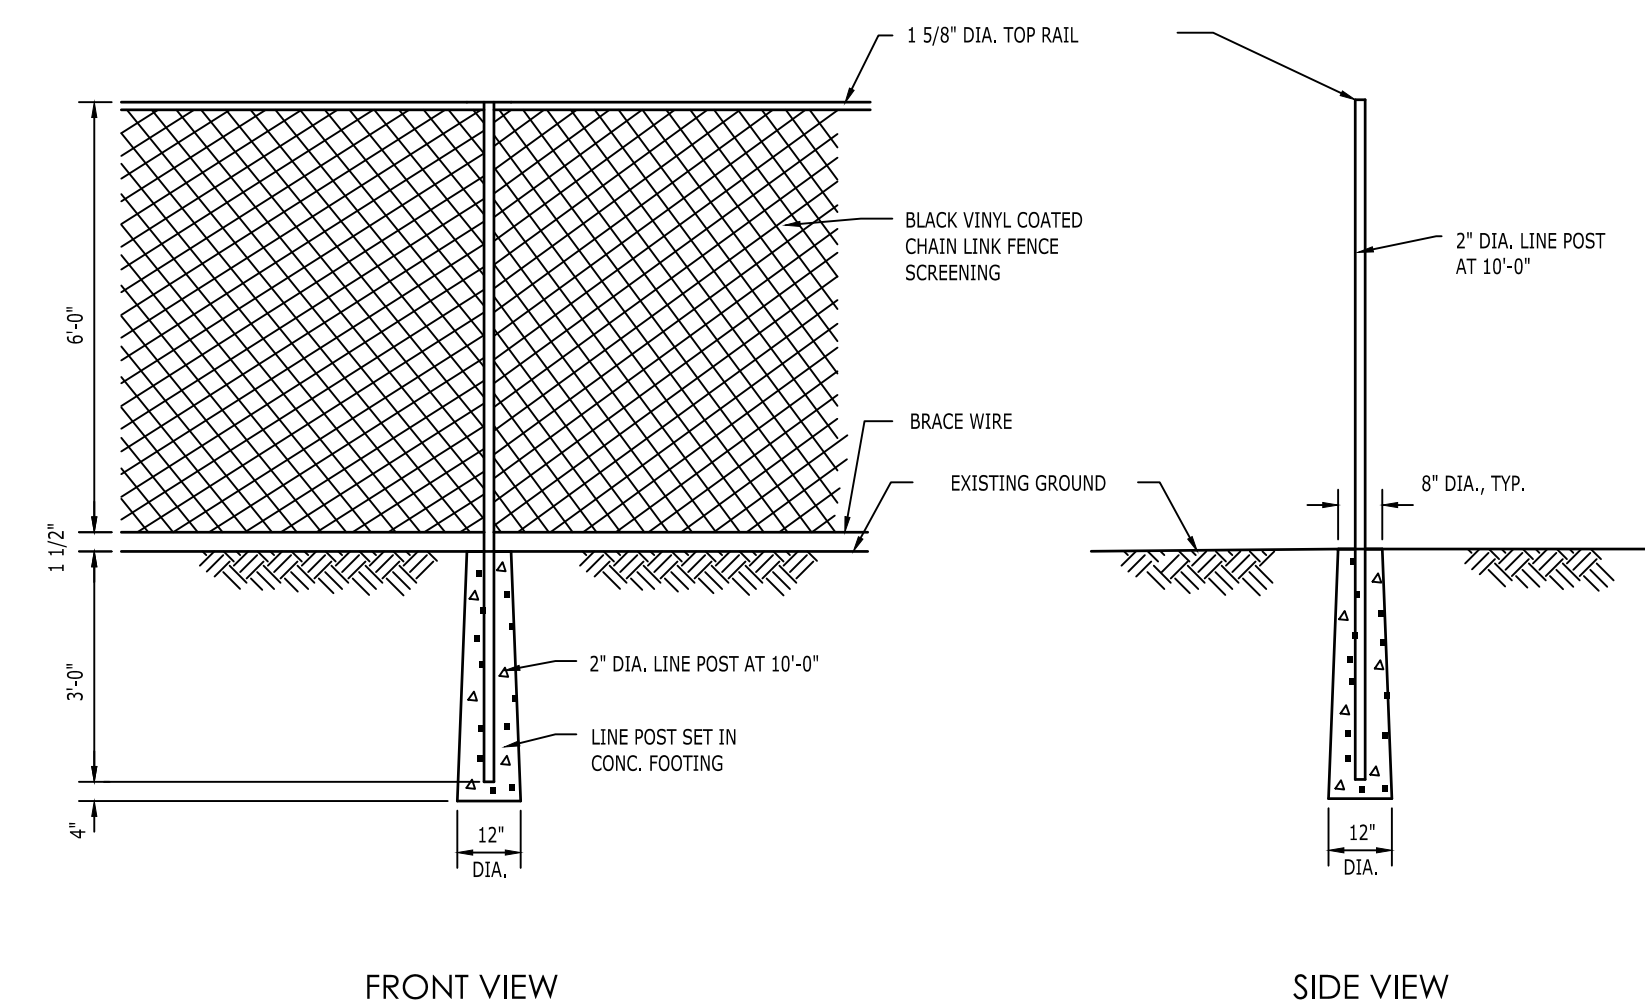 1 5/8" DIA. TOP RAIL
BLACK VINYL COATED
CHAIN LINK FENCE
SCREENING
2" DIA. LINE POST
AT 10'-0"
6'-0"
BRACE WIRE
EXISTING GROUND
8" DIA., TYP.
1 1/2"
3'-0"
2" DIA. LINE POST AT 10'-0"
LINE POST SET IN
CONC. FOOTING
4"
12"
DIA.
12"
DIA.
FRONT VIEW
SIDE VIEW